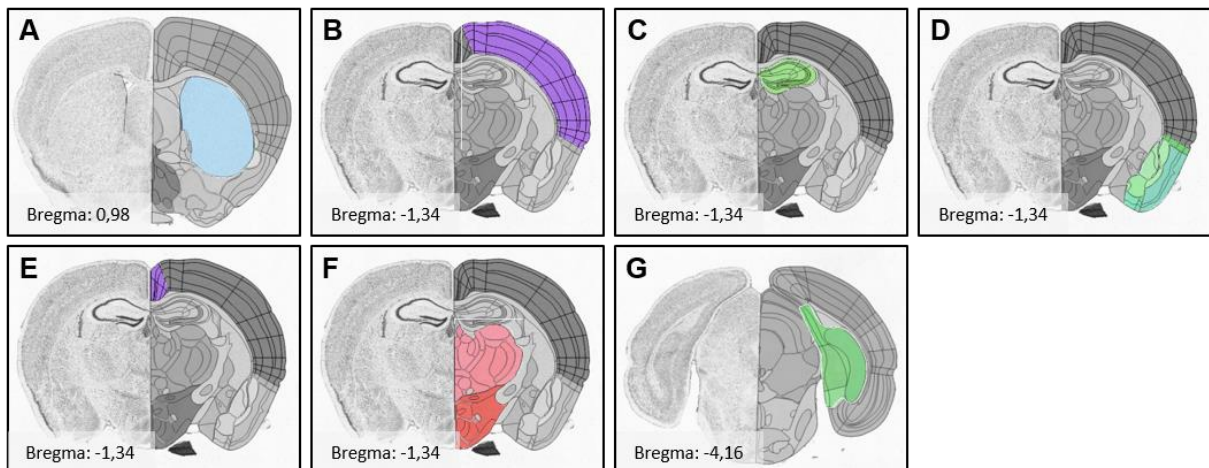 A
Bregma: 0,98
B
Bregma: -1,34
C
Bregma: -1,34
D
Bregma: -1,34
E
Bregma: -1,34
F
Bregma: -1,34
G
Bregma: -4,16